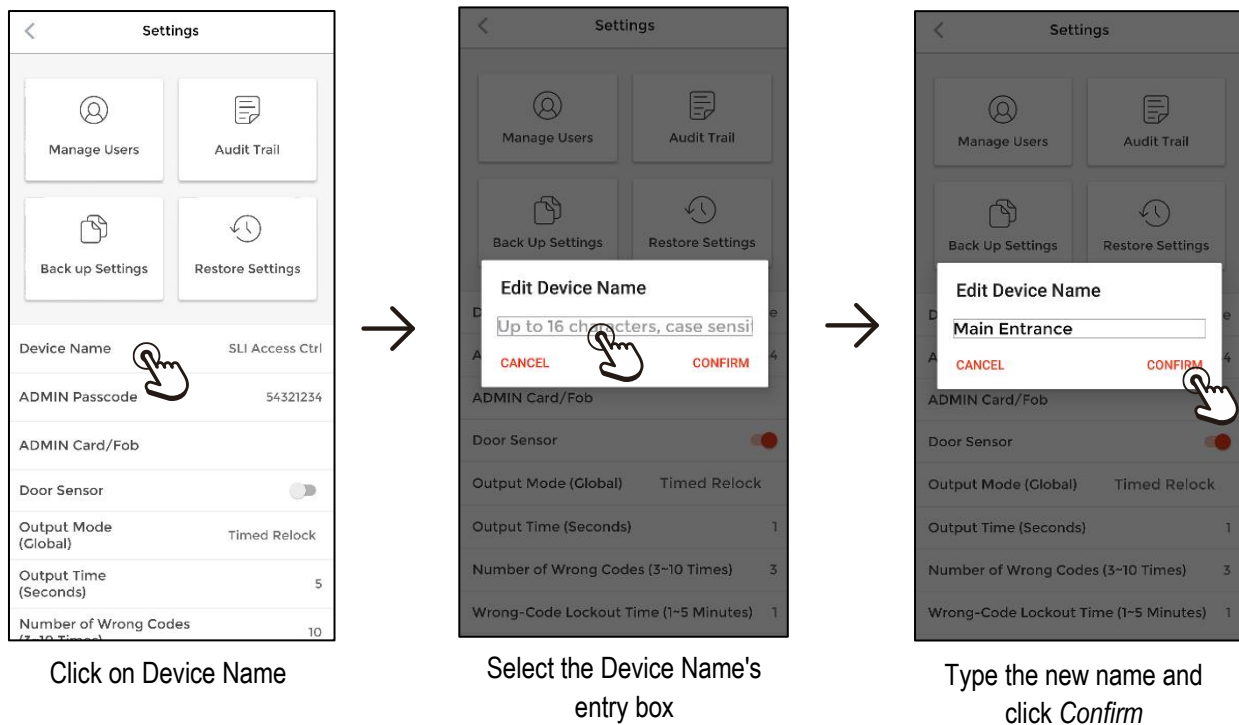 Settings
Manage Users
Audit Trail
Back up Settings
Restore Settings
Device Name SLI Access Ctrl
ADMIN Passcode 54321234
ADMIN Card/Fob
Door Sensor
Output Mode
(Global) Timed Relock
Output Time
(Seconds) 5
Number of Wrong Codes
(3~10 Times) 10
Click on Device Name
Settings
Manage Users
Audit Trail
Back Up Settings
Restore Settings
Edit Device Name
Up to 16 characters, case sensi
CANCEL CONFIRM
D e
A 4
ADMIN Card/Fob
Door Sensor
Output Mode (Global) Timed Relock
Output Time (Seconds) 1
Number of Wrong Codes (3~10 Times) 3
Wrong-Code Lockout Time (1~5 Minutes) 1
Select the Device Name's
entry box
Settings
Manage Users
Audit Trail
Back Up Settings
Restore Settings
Edit Device Name
Main Entrance
CANCEL CONFIRM
D e
A 4
ADMIN Card/Fob
Door Sensor
Output Mode (Global) Timed Relock
Output Time (Seconds) 1
Number of Wrong Codes (3~10 Times) 3
Wrong-Code Lockout Time (1~5 Minutes) 1
Type the new name and
click Confirm